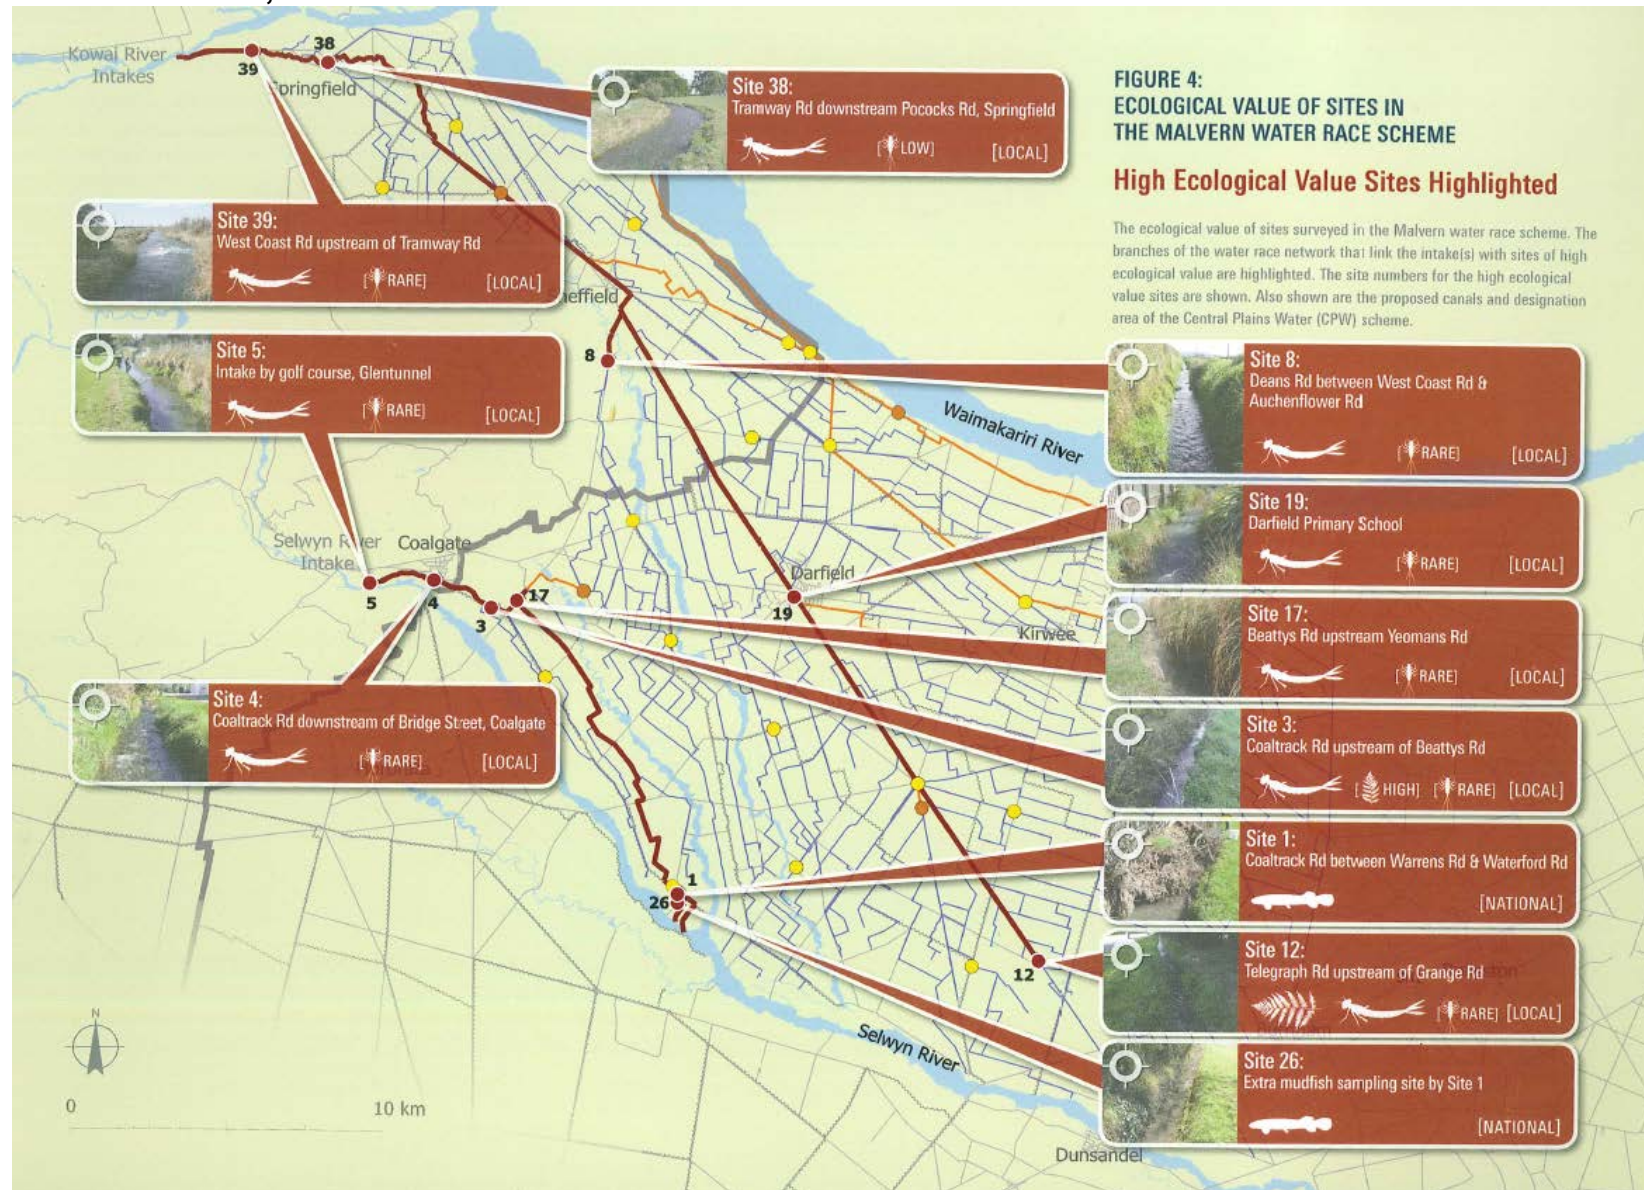 Kowai River
Intakes
39
38
pringfield
Site 38:
Tramway Rd downstream Pococks Rd, Springfield
[LOW]
[LOCAL]
FIGURE 4:
ECOLOGICAL VALUE OF SITES IN
THE MALVERN WATER RACE SCHEME
High Ecological Value Sites Highlighted
The ecological value of sites surveyed in the Malvern water race scheme. The
branches of the water race network that link the intake(s) with sites of high
ecological value are highlighted. The site numbers for the high ecological
value sites are shown. Also shown are the proposed canals and designation
area of the Central Plains Water (CPW) scheme.
Site 39:
West Coast Rd upstream of Tramway Rd
[RARE]
[LOCAL]
heffield
Site 5:
Intake by golf course, Glentunnel
[RARE]
[LOCAL]
8
Waimakariri River
Site 8:
Deans Rd between West Coast Rd &
Auchenflower Rd
[RARE]
[LOCAL]
Site 19:
Darfield Primary School
[RARE]
[LOCAL]
Selwyn River
Intake
Coalgate
5
4
3
17
Darfield
19
Kirwee
Site 17:
Beattys Rd upstream Yeomans Rd
[RARE]
[LOCAL]
Site 4:
Coaltrack Rd downstream of Bridge Street, Coalgate
[RARE]
[LOCAL]
Site 3:
Coaltrack Rd upstream of Beattys Rd
[HIGH]
[RARE]
[LOCAL]
Site 1:
Coaltrack Rd between Warrens Rd & Waterford Rd
[NATIONAL]
1
26
12
Site 12:
Telegraph Rd upstream of Grange Rd
[RARE]
[LOCAL]
Selwyn River
Site 26:
Extra mudfish sampling site by Site 1
[NATIONAL]
N
0
10 km
Dunsandel